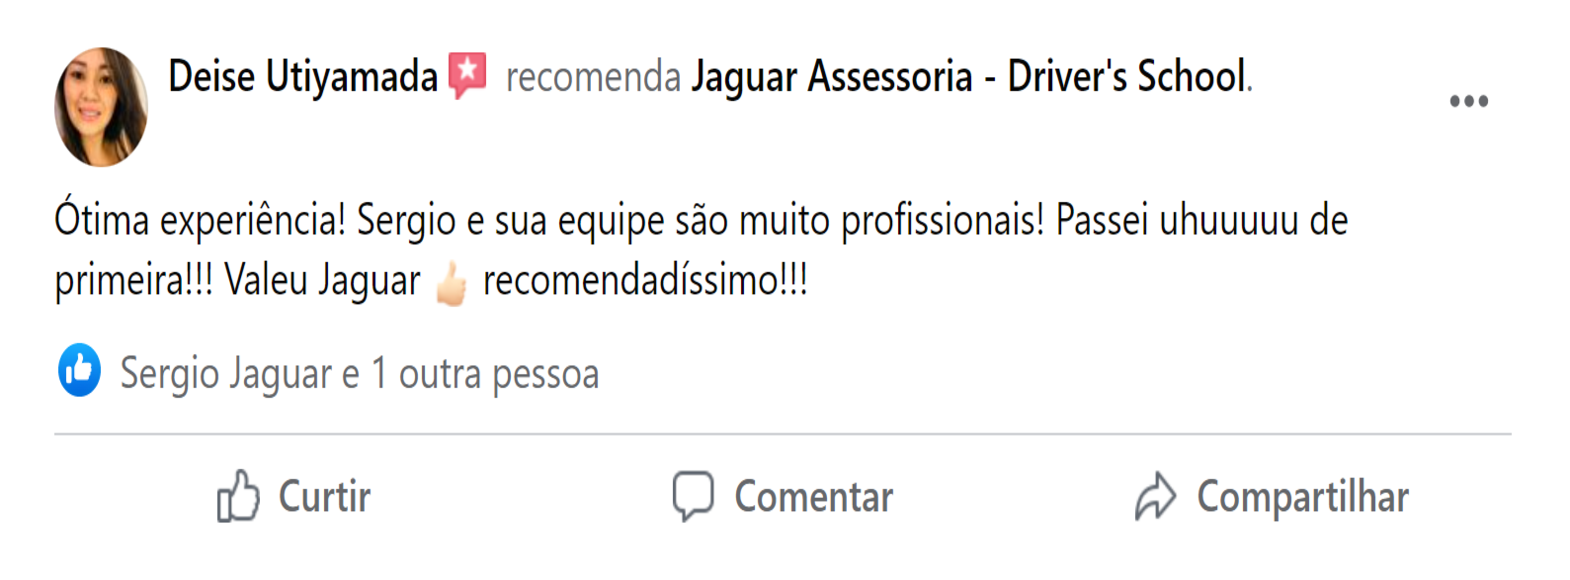 Deise Utiyamada recomenda Jaguar Assessoria - Driver's School.
Ótima experiência! Sergio e sua equipe são muito profissionais! Passei uhuuuuu de
primeira!!! Valeu Jaguar 👍🏻 recomendadíssimo!!!
Sergio Jaguar e 1 outra pessoa
Curtir Comentar Compartilhar